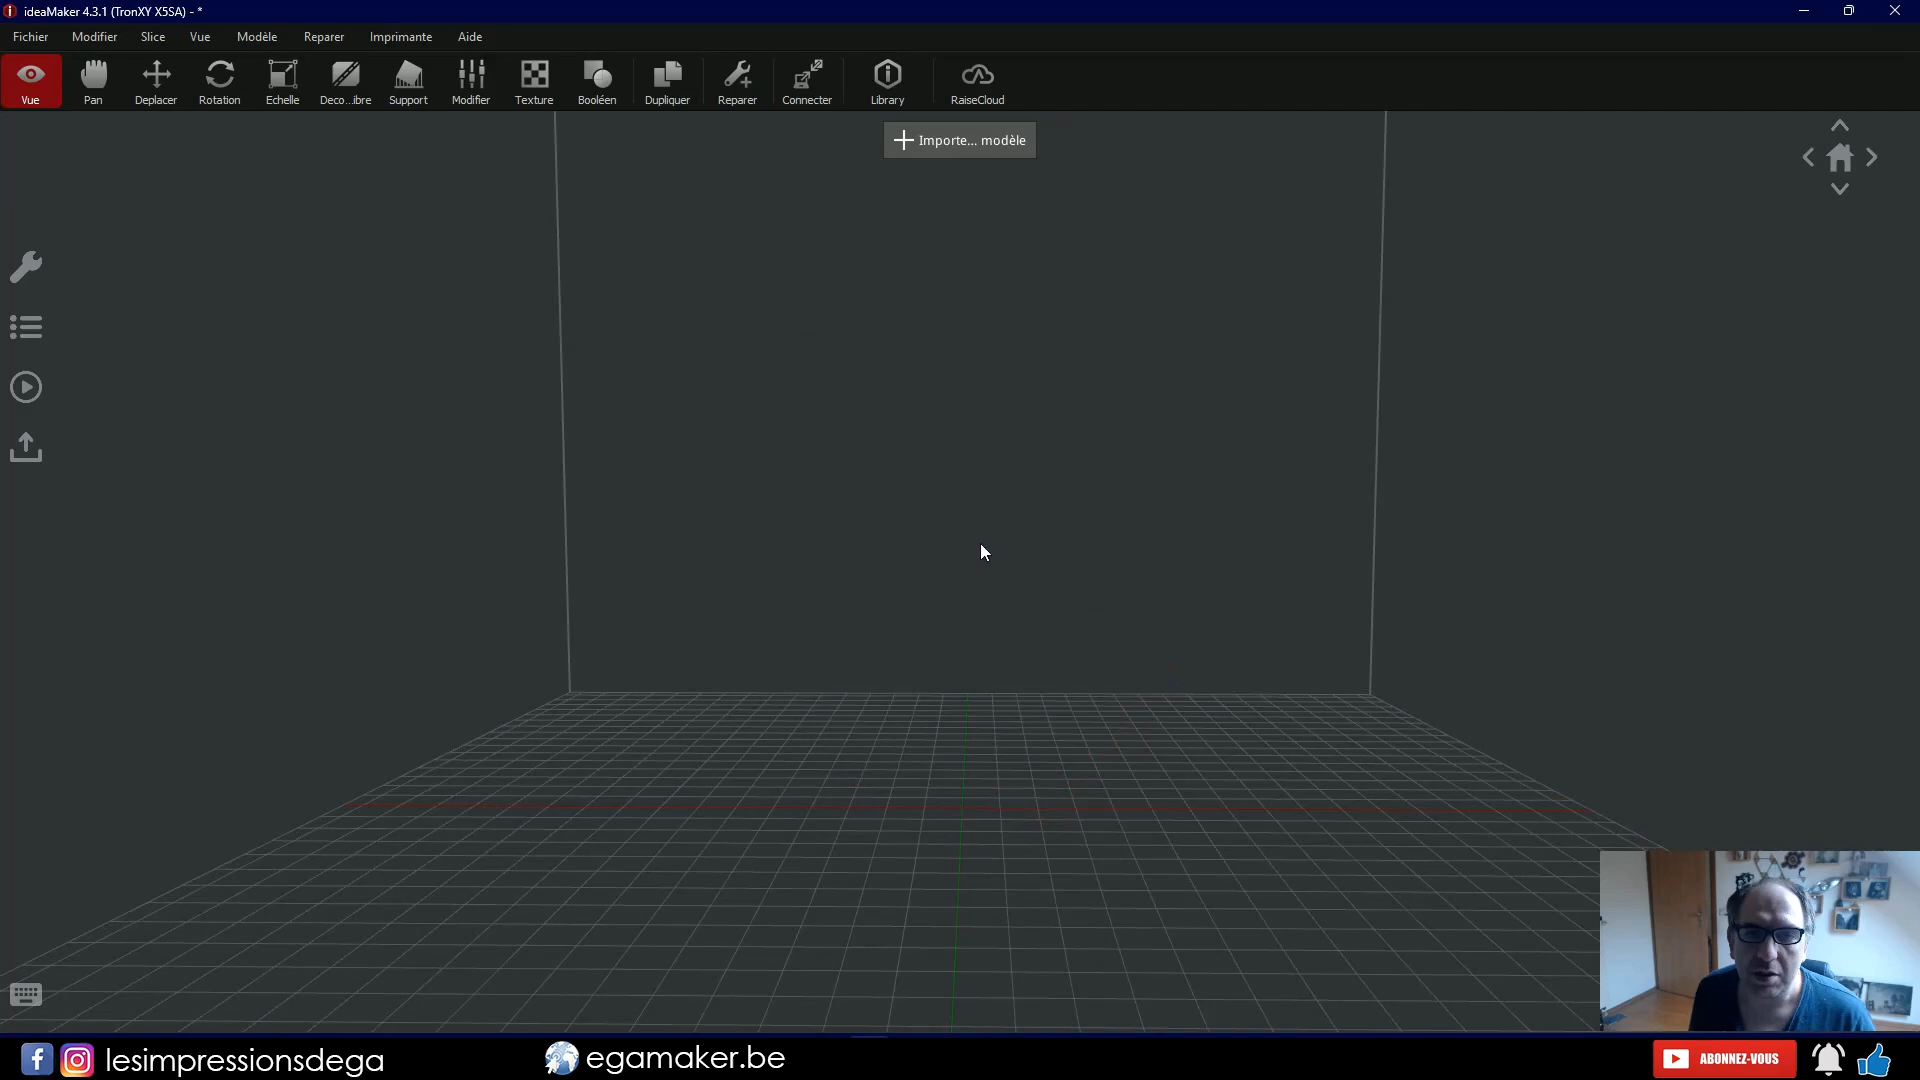 ideaMaker 4.3.1 (TronXY X5SA) - *
Fichier Modifier Slice Vue Modèle Reparer Imprimante Aide
Vue Pan Deplacer Rotation Echelle Deco...ibre Support Modifier Texture Booléen Dupliquer Reparer Connecter Library RaiseCloud
Importe... modèle
lesimpressionsdega egamaker.be ABONNEZ-VOUS